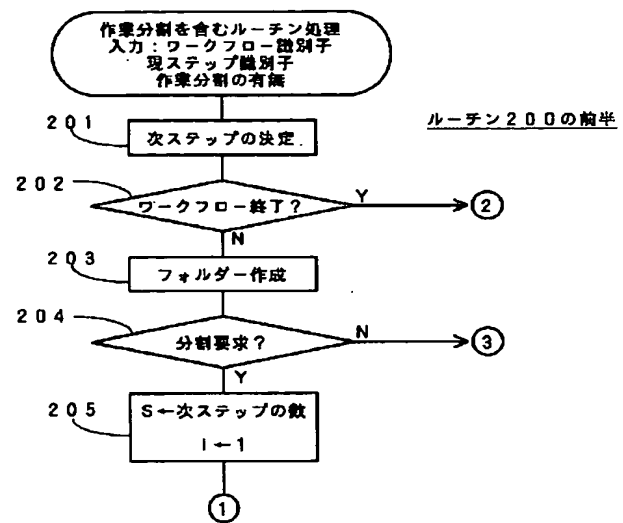 作業分割を含むルーチン処理
入力：ワークフロー識別子
現ステップ識別子
作業分割の有無
ルーチン２００の前半
２０１
次ステップの決定
２０２
ワークフロー終了？
Y
②
N
２０３
フォルダー作成
２０４
分割要求？
N
③
Y
２０５
S←次ステップの数
I←1
①